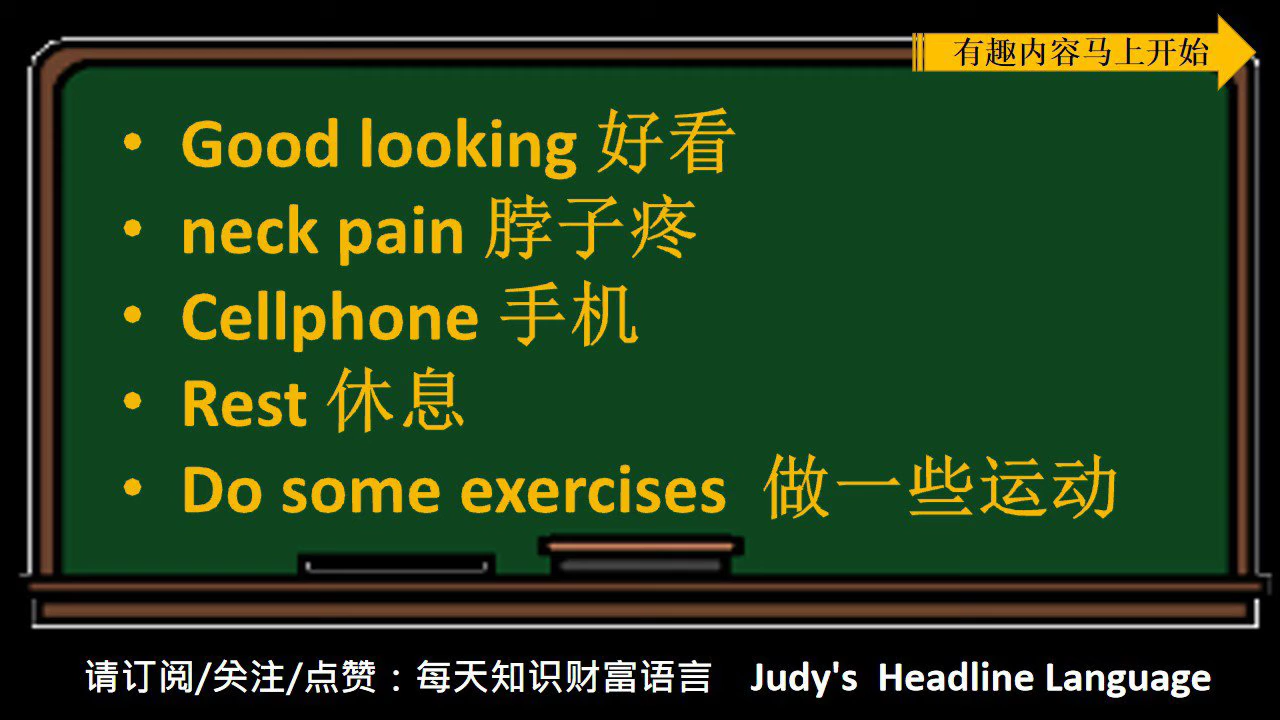 有趣内容马上开始
• Good looking 好看
• neck pain 脖子疼
• Cellphone 手机
• Rest 休息
• Do some exercises 做一些运动
请订阅/关注/点赞：每天知识财富语言 Judy's Headline Language